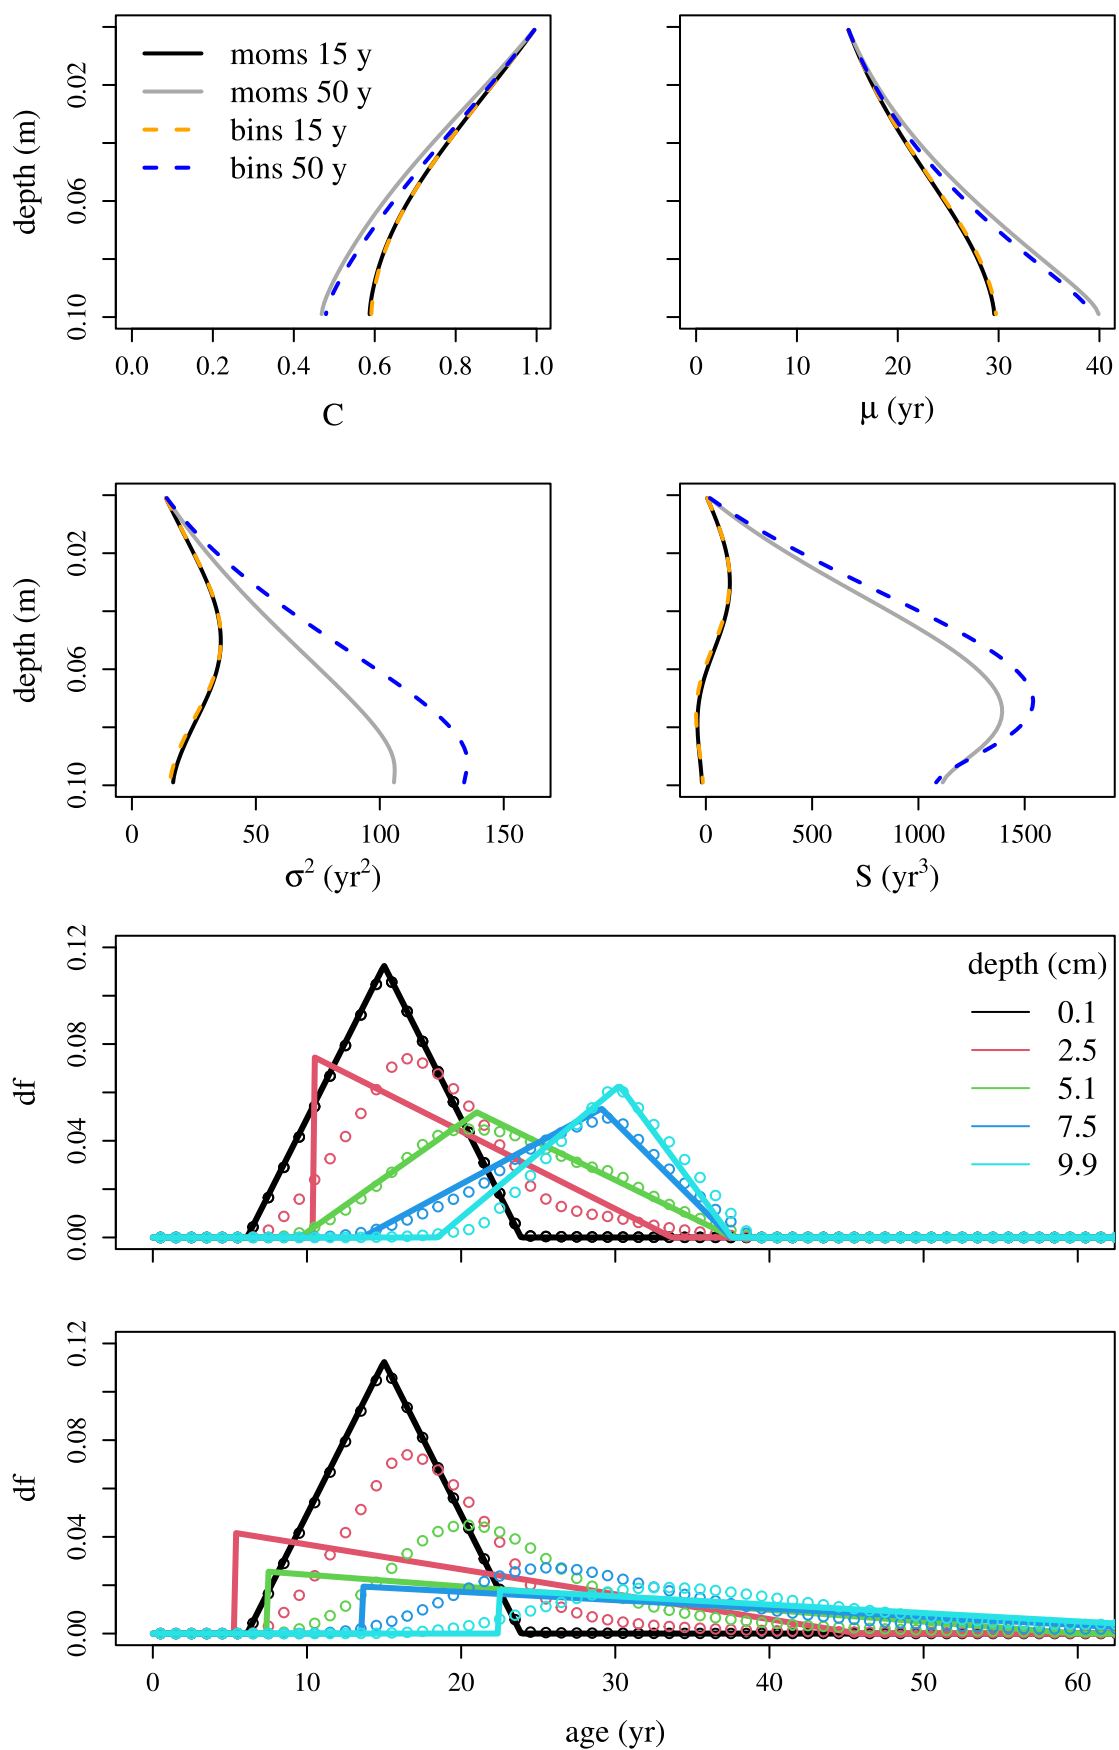 moms 15 y
moms 50 y
bins 15 y
bins 50 y
depth (m)
0.02
0.06
0.10
0.0 0.2 0.4 0.6 0.8 1.0
C
0 10 20 30 40
μ (yr)
depth (m)
0.02
0.06
0.10
0 50 100 150
σ² (yr²)
0 500 1000 1500
S (yr³)
df
0.12
0.08
0.04
0.00
depth (cm)
0.1
2.5
5.1
7.5
9.9
df
0.12
0.08
0.04
0.00
0 10 20 30 40 50 60
age (yr)